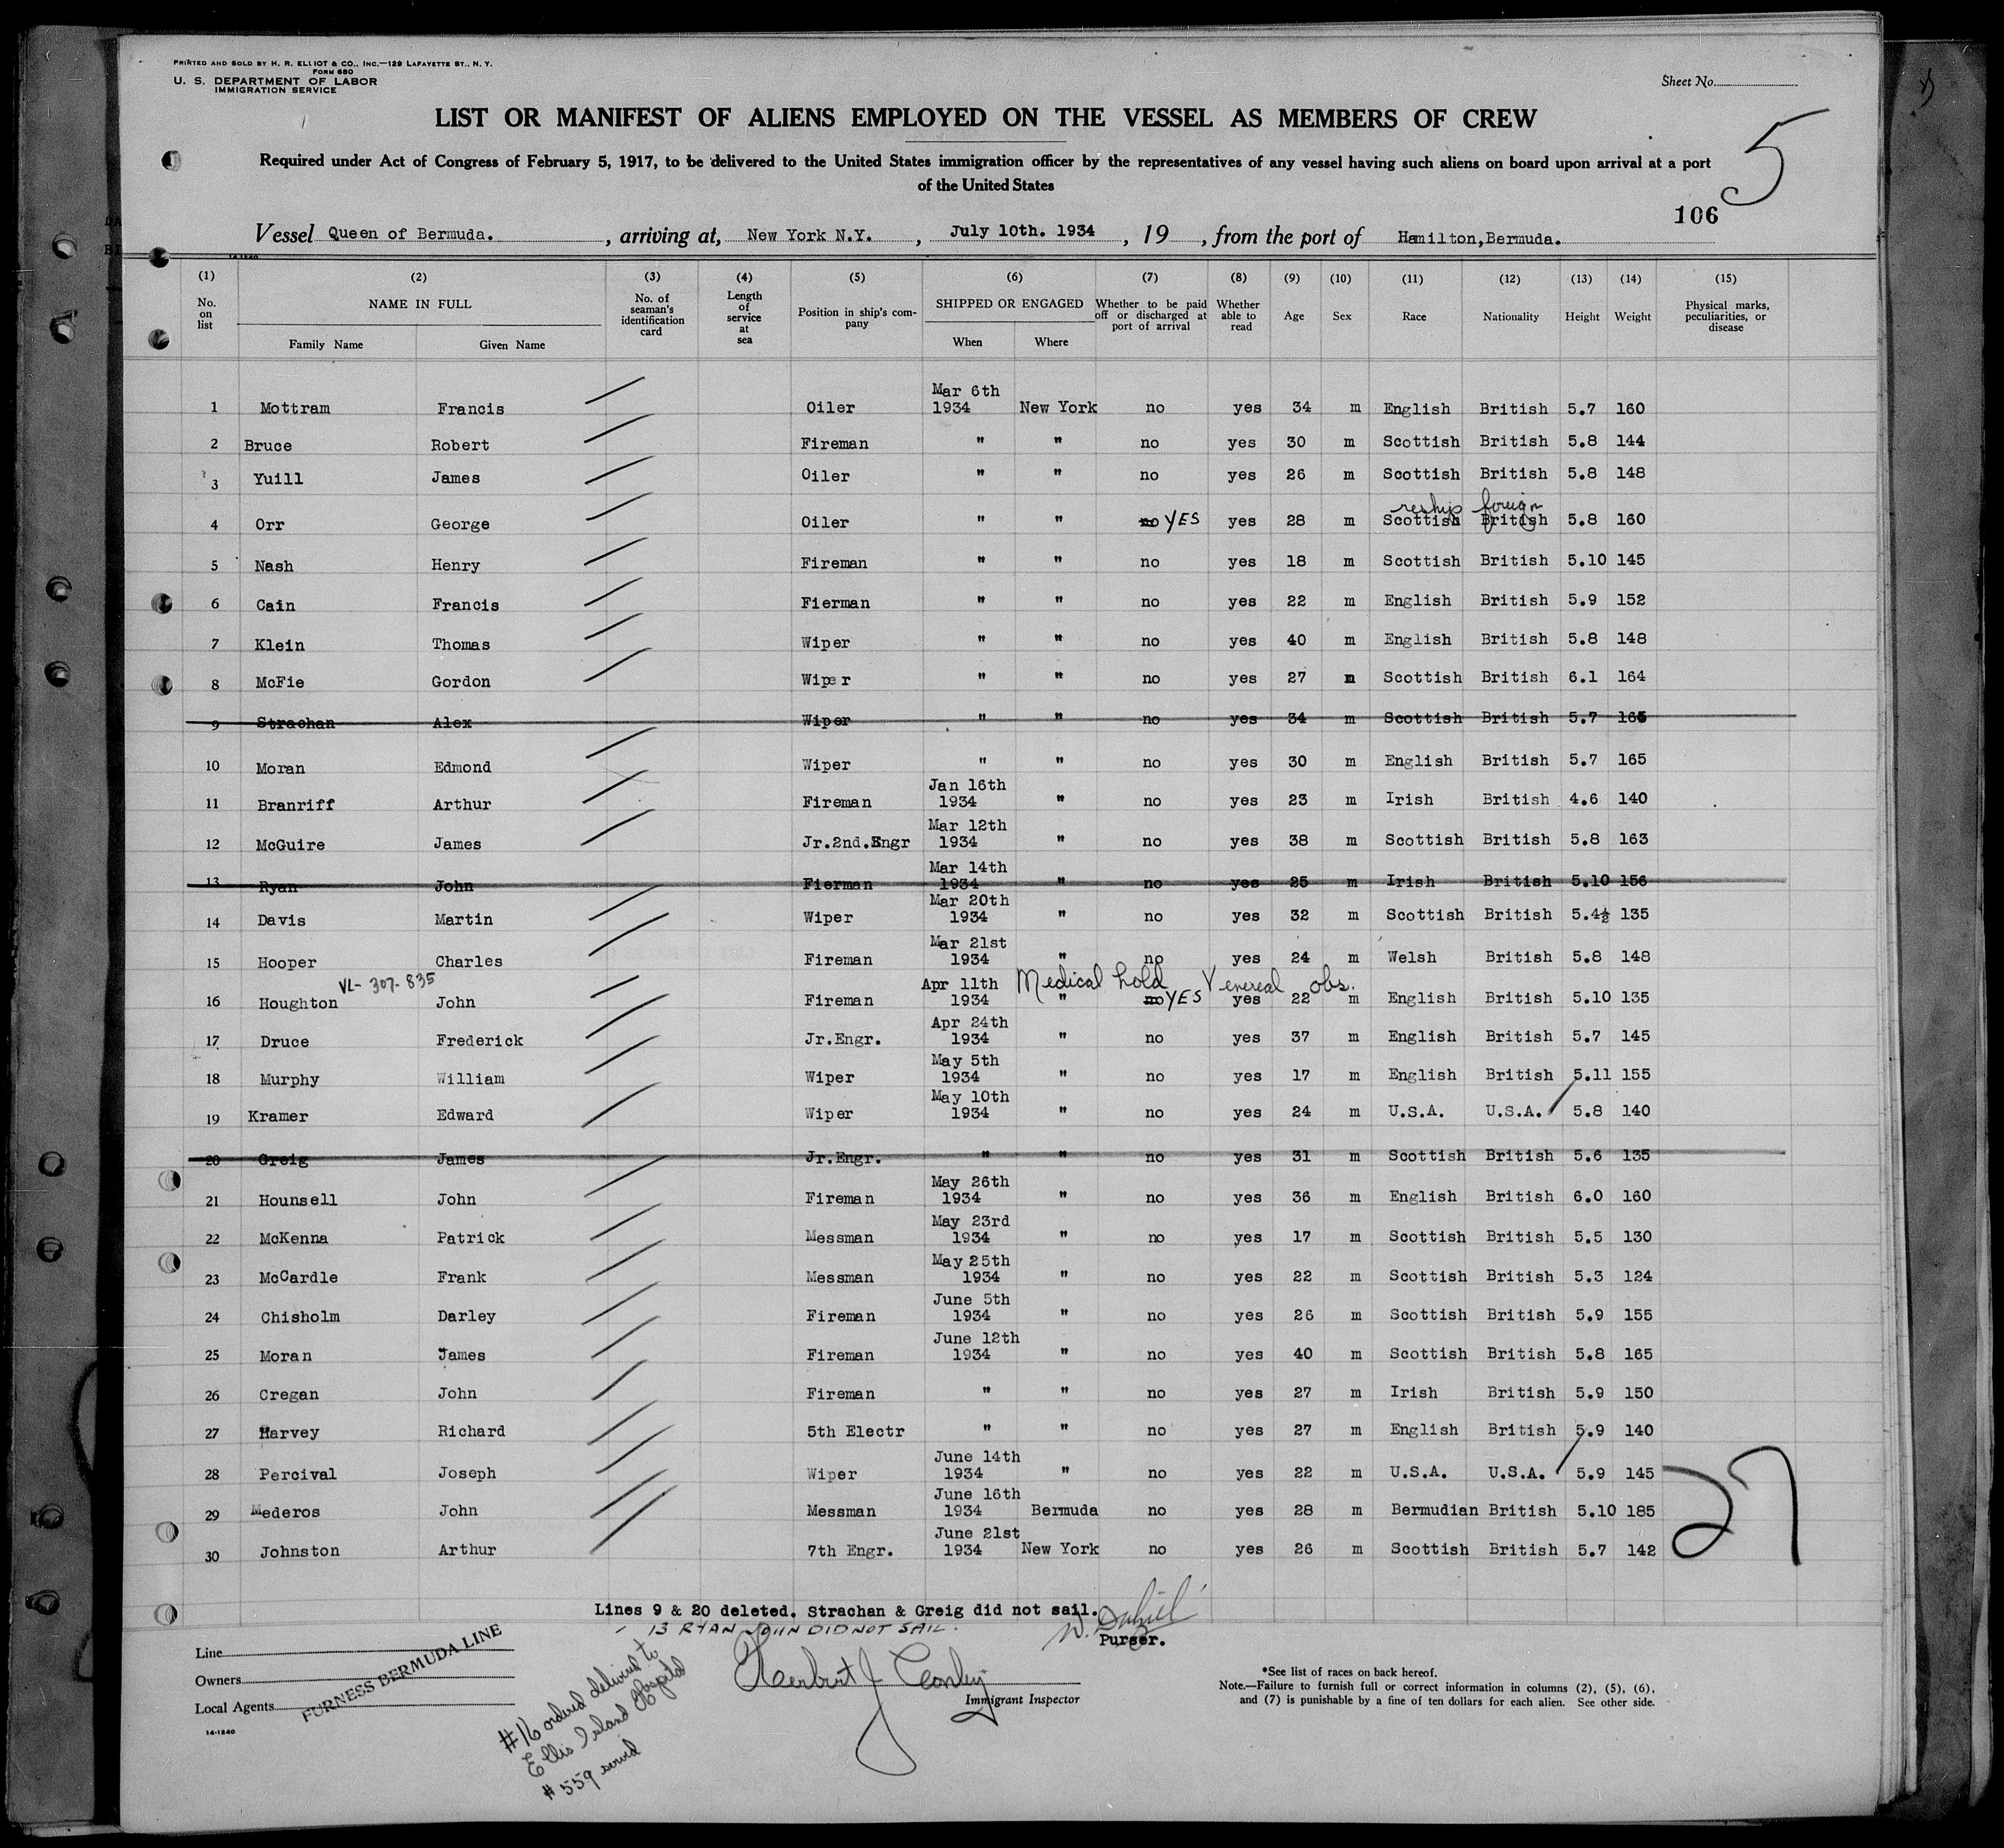 PRINTED AND SOLD BY H. R. ELLIOT & CO., INC.—129 LAFAYETTE ST., N. Y.
FORM 680
U. S. DEPARTMENT OF LABOR
IMMIGRATION SERVICE
Sheet No.
LIST OR MANIFEST OF ALIENS EMPLOYED ON THE VESSEL AS MEMBERS OF CREW
5
Required under Act of Congress of February 5, 1917, to be delivered to the United States immigration officer by the representatives of any vessel having such aliens on board upon arrival at a port
of the United States
106
Vessel Queen of Bermuda. , arriving at, New York N.Y. , July 10th. 1934 , 19 , from the port of Hamilton,Bermuda.
(1) (2) (3) (4) (5) (6) (7) (8) (9) (10) (11) (12) (13) (14) (15)
No. on list NAME IN FULL Family Name Given Name No. of seaman's identification card Length of service at sea Position in ship's company SHIPPED OR ENGAGED When Where Whether to be paid off or discharged at port of arrival Whether able to read Age Sex Race Nationality Height Weight Physical marks, peculiarities, or disease
1 Mottram Francis Oiler Mar 6th 1934 New York no yes 34 m English British 5.7 160
2 Bruce Robert Fireman " " no yes 30 m Scottish British 5.8 144
3 Yuill James Oiler " " no yes 26 m Scottish British 5.8 148
reship foreign
4 Orr George Oiler " " no YES yes 28 m Scottish British 5.8 160
5 Nash Henry Fireman " " no yes 18 m Scottish British 5.10 145
6 Cain Francis Fierman " " no yes 22 m English British 5.9 152
7 Klein Thomas Wiper " " no yes 40 m English British 5.8 148
8 McFie Gordon Wiper " " no yes 27 m Scottish British 6.1 164
9 Strachan Alex Wiper " " no yes 34 m Scottish British 5.7 165
10 Moran Edmond Wiper " " no yes 30 m English British 5.7 165
11 Branriff Arthur Fireman Jan 16th 1934 " no yes 23 m Irish British 4.6 140
12 McGuire James Jr.2nd.Engr Mar 12th 1934 " no yes 38 m Scottish British 5.8 163
13 Ryan John Fierman Mar 14th 1934 " no yes 25 m Irish British 5.10 156
14 Davis Martin Wiper Mar 20th 1934 " no yes 32 m Scottish British 5.4½ 135
15 Hooper Charles Fireman Mar 21st 1934 " no yes 24 m Welsh British 5.8 148
VL-307-835 Medical hold Venereal obs.
16 Houghton John Fireman Apr 11th 1934 " no YES yes 22 m English British 5.10 135
17 Druce Frederick Jr.Engr. Apr 24th 1934 " no yes 37 m English British 5.7 145
18 Murphy William Wiper May 5th 1934 " no yes 17 m English British 5.11 155
19 Kramer Edward Wiper May 10th 1934 " no yes 24 m U.S.A. U.S.A. 5.8 140
20 Greig James Jr.Engr. " " no yes 31 m Scottish British 5.6 135
21 Hounsell John Fireman May 26th 1934 " no yes 36 m English British 6.0 160
22 McKenna Patrick Messman May 23rd 1934 " no yes 17 m Scottish British 5.5 130
23 McCardle Frank Messman May 25th 1934 " no yes 22 m Scottish British 5.3 124
24 Chisholm Darley Fireman June 5th 1934 " no yes 26 m Scottish British 5.9 155
25 Moran James Fireman June 12th 1934 " no yes 40 m Scottish British 5.8 165
26 Cregan John Fireman " " no yes 27 m Irish British 5.9 150
27 Harvey Richard 5th Electr " " no yes 27 m English British 5.9 140
28 Percival Joseph Wiper June 14th 1934 " no yes 22 m U.S.A. U.S.A. 5.9 145
29 Mederos John Messman June 16th 1934 Bermuda no yes 28 m Bermudian British 5.10 185
30 Johnston Arthur 7th Engr. June 21st 1934 New York no yes 26 m Scottish British 5.7 142
27
Lines 9 & 20 deleted. Strachan & Greig did not sail.
13 RYAN JOHN DID NOT SAIL.
Purser.
Line
Owners
Local Agents
FURNESS BERMUDA LINE
14-1240
#16 ordered delivered to
Ellis Island Hospital
# 559 served
Herbert J Conley
Immigrant Inspector
*See list of races on back hereof.
Note.—Failure to furnish full or correct information in columns (2), (5), (6),
and (7) is punishable by a fine of ten dollars for each alien. See other side.